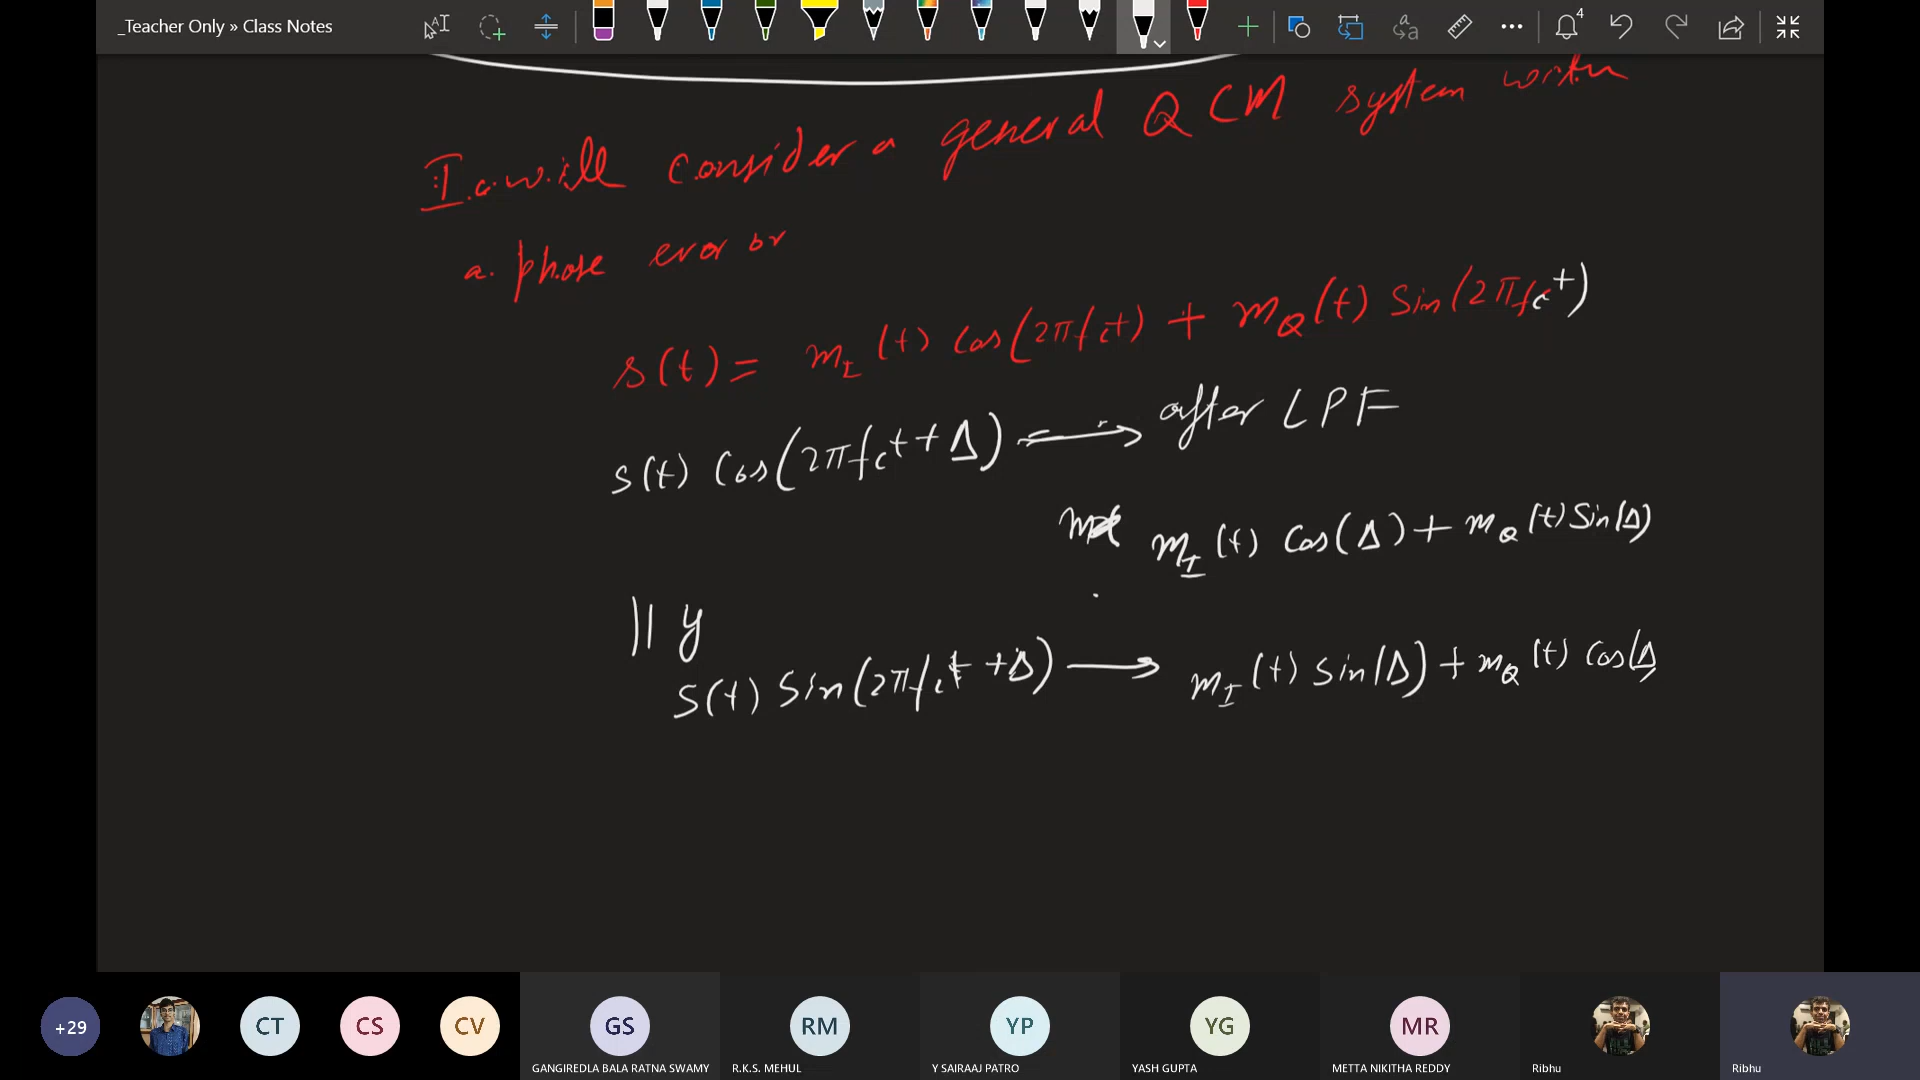 _Teacher Only » Class Notes
4
I will consider a general QCM system with
a phase error
s(t) = m_I(t) cos(2πf_ct) + m_Q(t) Sin(2πf_ct)
s(t) Cos(2πf_ct + Δ) ⟶ after LPF
m_I(t) Cos(Δ) + m_Q(t) Sin(Δ)
|| y
S(t) Sin(2πf_ct + Δ) ⟶ m_I(t) Sin(Δ) + m_Q(t) Cos(Δ
+29
CT
CS
CV
GS
RM
YP
YG
MR
GANGIREDLA BALA RATNA SWAMY
R.K.S. MEHUL
Y SAIRAAJ PATRO
YASH GUPTA
METTA NIKITHA REDDY
Ribhu
Ribhu